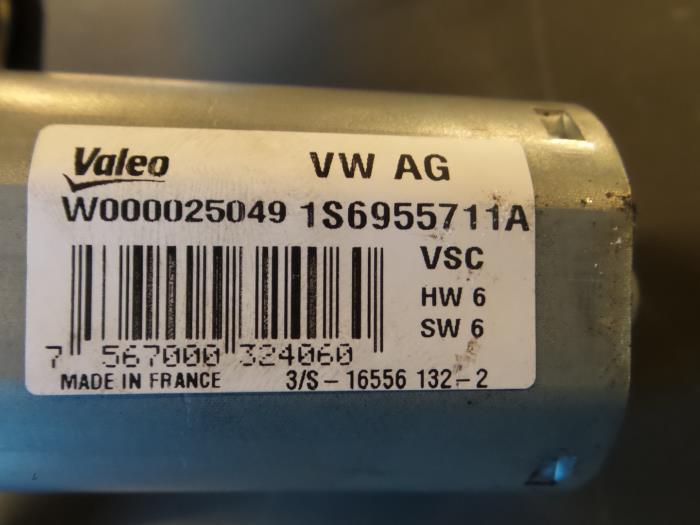 Valeo VW AG
W000025049 1S6955711A
VSC
HW 6
SW 6
7 567000 324060
MADE IN FRANCE 3/S-16556 132-2